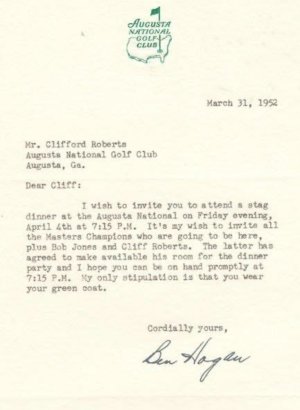 AUGUSTA
NATIONAL
GOLF
CLUB
March 31, 1952
Mr. Clifford Roberts
Augusta National Golf Club
Augusta, Ga.
Dear Cliff:
I wish to invite you to attend a stag
dinner at the Augusta National on Friday evening,
April 4th at 7:15 P.M. It's my wish to invite all
the Masters Champions who are going to be here,
plus Bob Jones and Cliff Roberts. The latter has
agreed to make available his room for the dinner
party and I hope you can be on hand promptly at
7:15 P.M. My only stipulation is that you wear
your green coat.
Cordially yours,
Ben Hogan